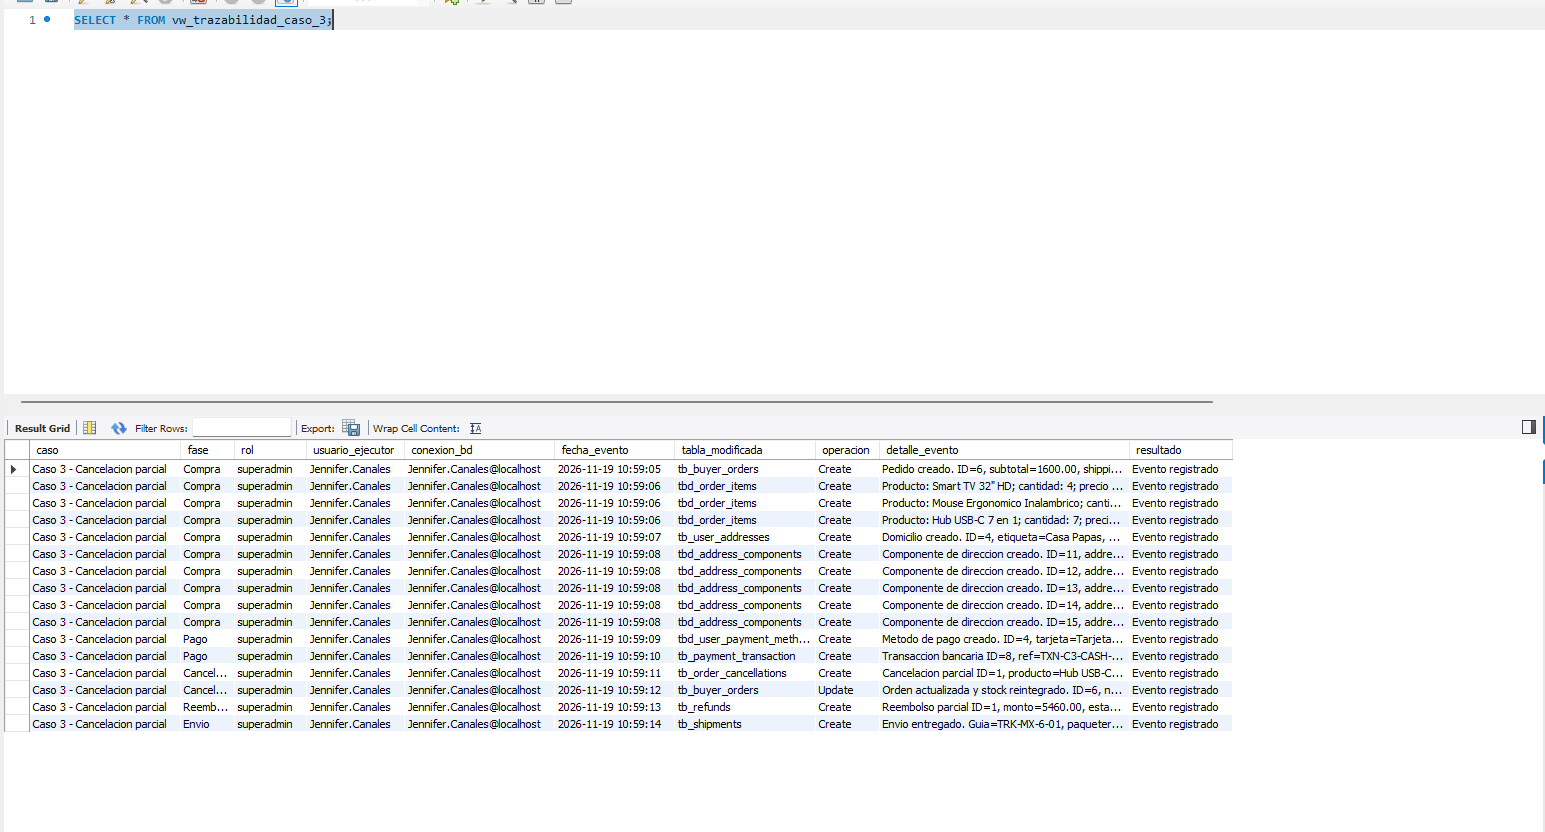 1 SELECT * FROM vw_trazabilidad_caso_3;
Result Grid Filter Rows: Export: Wrap Cell Content:
caso fase rol usuario_ejecutor conexion_bd fecha_evento tabla_modificada operacion detalle_evento resultado
Caso 3 - Cancelacion parcial Compra superadmin Jennifer.Canales Jennifer.Canales@localhost 2026-11-19 10:59:05 tb_buyer_orders Create Pedido creado. ID=6, subtotal=1600.00, shippi... Evento registrado
Caso 3 - Cancelacion parcial Compra superadmin Jennifer.Canales Jennifer.Canales@localhost 2026-11-19 10:59:06 tbd_order_items Create Producto: Smart TV 32" HD; cantidad: 4; precio ... Evento registrado
Caso 3 - Cancelacion parcial Compra superadmin Jennifer.Canales Jennifer.Canales@localhost 2026-11-19 10:59:06 tbd_order_items Create Producto: Mouse Ergonomico Inalambrico; canti... Evento registrado
Caso 3 - Cancelacion parcial Compra superadmin Jennifer.Canales Jennifer.Canales@localhost 2026-11-19 10:59:06 tbd_order_items Create Producto: Hub USB-C 7 en 1; cantidad: 7; preci... Evento registrado
Caso 3 - Cancelacion parcial Compra superadmin Jennifer.Canales Jennifer.Canales@localhost 2026-11-19 10:59:07 tb_user_addresses Create Domicilio creado. ID=4, etiqueta=Casa Papas, ... Evento registrado
Caso 3 - Cancelacion parcial Compra superadmin Jennifer.Canales Jennifer.Canales@localhost 2026-11-19 10:59:08 tbd_address_components Create Componente de direccion creado. ID=11, addre... Evento registrado
Caso 3 - Cancelacion parcial Compra superadmin Jennifer.Canales Jennifer.Canales@localhost 2026-11-19 10:59:08 tbd_address_components Create Componente de direccion creado. ID=12, addre... Evento registrado
Caso 3 - Cancelacion parcial Compra superadmin Jennifer.Canales Jennifer.Canales@localhost 2026-11-19 10:59:08 tbd_address_components Create Componente de direccion creado. ID=13, addre... Evento registrado
Caso 3 - Cancelacion parcial Compra superadmin Jennifer.Canales Jennifer.Canales@localhost 2026-11-19 10:59:08 tbd_address_components Create Componente de direccion creado. ID=14, addre... Evento registrado
Caso 3 - Cancelacion parcial Compra superadmin Jennifer.Canales Jennifer.Canales@localhost 2026-11-19 10:59:08 tbd_address_components Create Componente de direccion creado. ID=15, addre... Evento registrado
Caso 3 - Cancelacion parcial Pago superadmin Jennifer.Canales Jennifer.Canales@localhost 2026-11-19 10:59:09 tbd_user_payment_meth... Create Metodo de pago creado. ID=4, tarjeta=Tarjeta... Evento registrado
Caso 3 - Cancelacion parcial Pago superadmin Jennifer.Canales Jennifer.Canales@localhost 2026-11-19 10:59:10 tb_payment_transaction Create Transaccion bancaria ID=8, ref=TXN-C3-CASH-... Evento registrado
Caso 3 - Cancelacion parcial Cancel... superadmin Jennifer.Canales Jennifer.Canales@localhost 2026-11-19 10:59:11 tb_order_cancellations Create Cancelacion parcial ID=1, producto=Hub USB-C... Evento registrado
Caso 3 - Cancelacion parcial Cancel... superadmin Jennifer.Canales Jennifer.Canales@localhost 2026-11-19 10:59:12 tb_buyer_orders Update Orden actualizada y stock reintegrado. ID=6, n... Evento registrado
Caso 3 - Cancelacion parcial Reemb... superadmin Jennifer.Canales Jennifer.Canales@localhost 2026-11-19 10:59:13 tb_refunds Create Reembolso parcial ID=1, monto=5460.00, esta... Evento registrado
Caso 3 - Cancelacion parcial Envio superadmin Jennifer.Canales Jennifer.Canales@localhost 2026-11-19 10:59:14 tb_shipments Create Envio entregado. Guia=TRK-MX-6-01, paqueter... Evento registrado